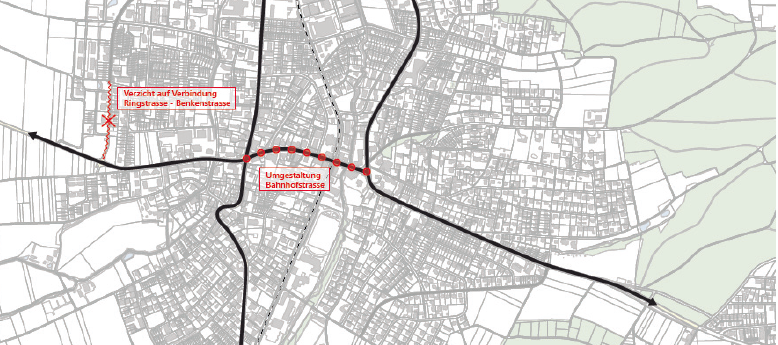 Verzicht auf Verbindung
Ringstrasse - Benkenstrasse
Umgestaltung
Bahnhofstrasse